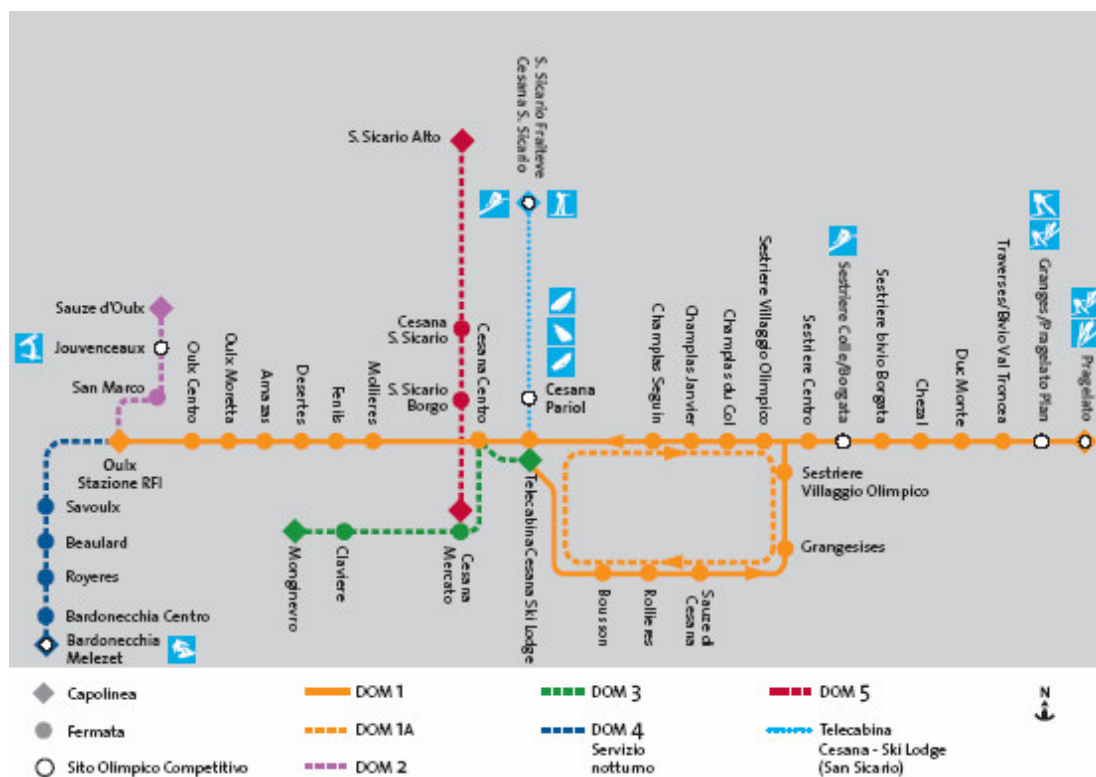 S. Sicario Fraiteve
Cesana S. Sicario
S. Sicario Alto
Sauze d'Oulx
Jouvenceaux
San Marco
Oulx
Stazione RFI
Oulx Centro
Oulx Moretta
Amazas
Desertes
Fenils
Mollieres
Cesana
S. Sicario
S. Sicario
Borgo
Cesana Centro
Cesana
Pariol
Champlas Seguin
Champlas Janvier
Champlas du Col
Sestriere Villaggio Olimpico
Sestriere Centro
Sestriere Colle/Borgata
Sestriere bivio Borgata
Chezal
Duc Monte
Traverses/Bivio Val Troncea
Granges/Pragelato Plan
Pragelato
Savoulx
Beaulard
Royeres
Bardonecchia Centro
Bardonecchia
Melezet
Monginevro
Claviere
Cesana
Mercato
Telecabina Cesana Ski Lodge
Bousson
Rollieres
Sauze di
Cesana
Sestriere
Villaggio Olimpico
Grangesises
Capolinea
Fermata
Sito Olimpico Competitivo
DOM 1
DOM 1A
DOM 2
DOM 3
DOM 4
Servizio
notturno
DOM 5
Telecabina
Cesana - Ski Lodge
(San Sicario)
N